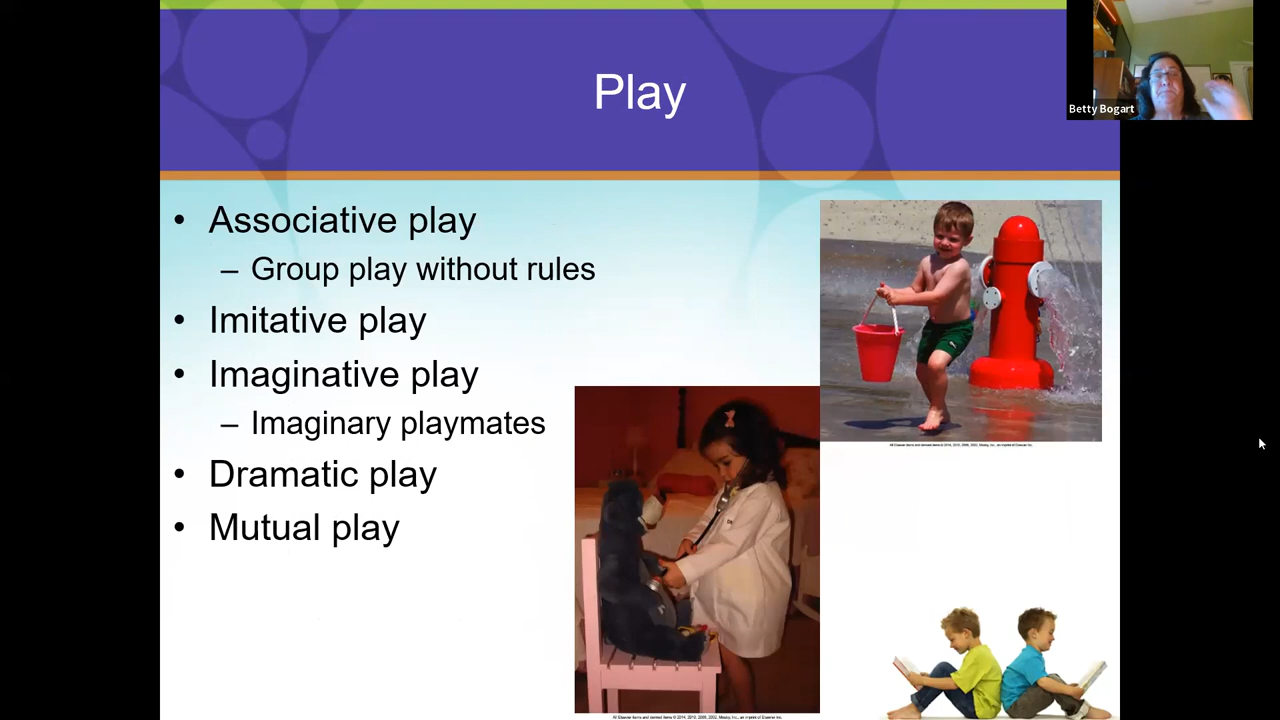 Play
Betty Bogart
• Associative play
– Group play without rules
• Imitative play
• Imaginative play
– Imaginary playmates
• Dramatic play
• Mutual play